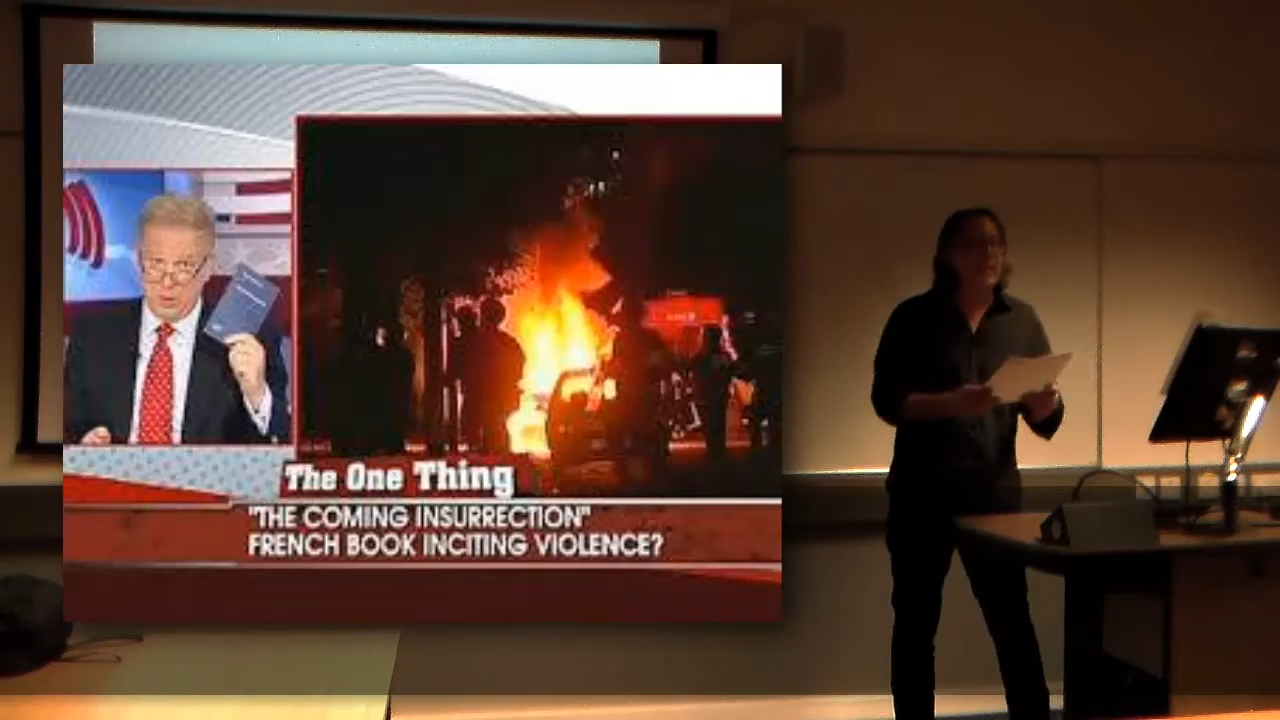 The One Thing
"THE COMING INSURRECTION"
FRENCH BOOK INCITING VIOLENCE?